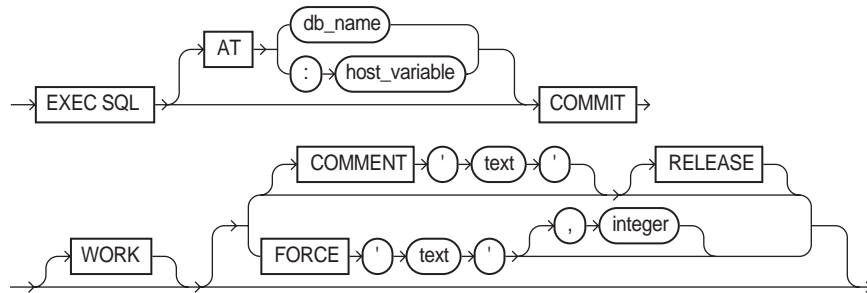 db_name
AT
: host_variable
EXEC SQL COMMIT
COMMENT ' text ' RELEASE
, integer
WORK FORCE ' text '